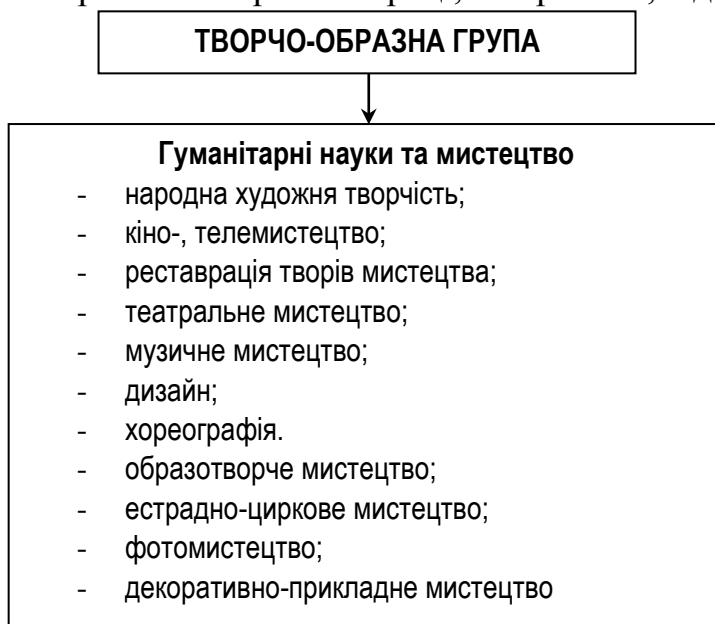 ТВОРЧО-ОБРАЗНА ГРУПА
Гуманітарні науки та мистецтво
- народна художня творчість;
- кіно-, телемистецтво;
- реставрація творів мистецтва;
- театральне мистецтво;
- музичне мистецтво;
- дизайн;
- хореографія.
- образотворче мистецтво;
- естрадно-циркове мистецтво;
- фотомистецтво;
- декоративно-прикладне мистецтво